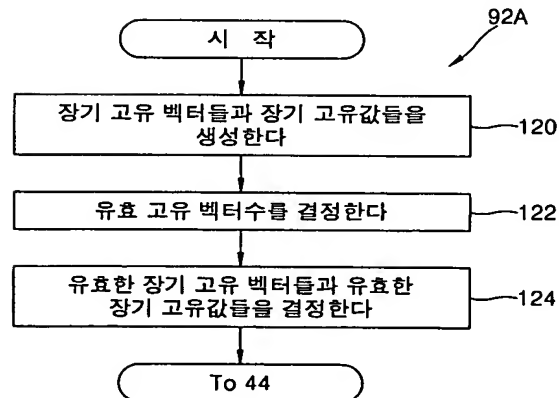 92A
시 작
장기 고유 벡터들과 장기 고유값들을
생성한다
120
유효 고유 벡터수를 결정한다
122
유효한 장기 고유 벡터들과 유효한
장기 고유값들을 결정한다
124
To 44